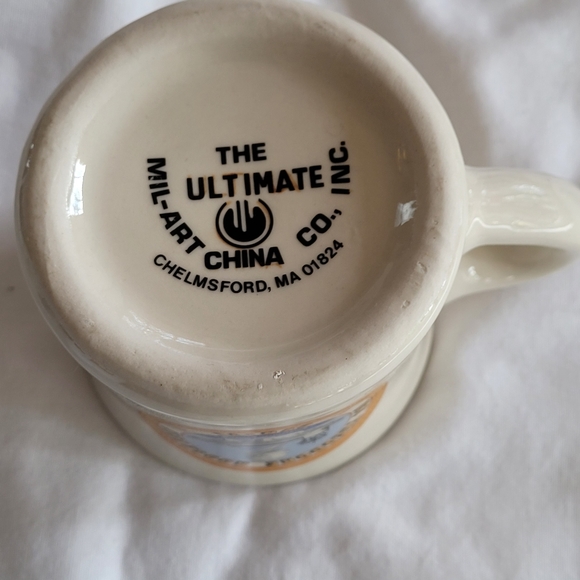 THE
ULTIMATE
MIL-ART CHINA CO., INC.
CHELMSFORD, MA 01824